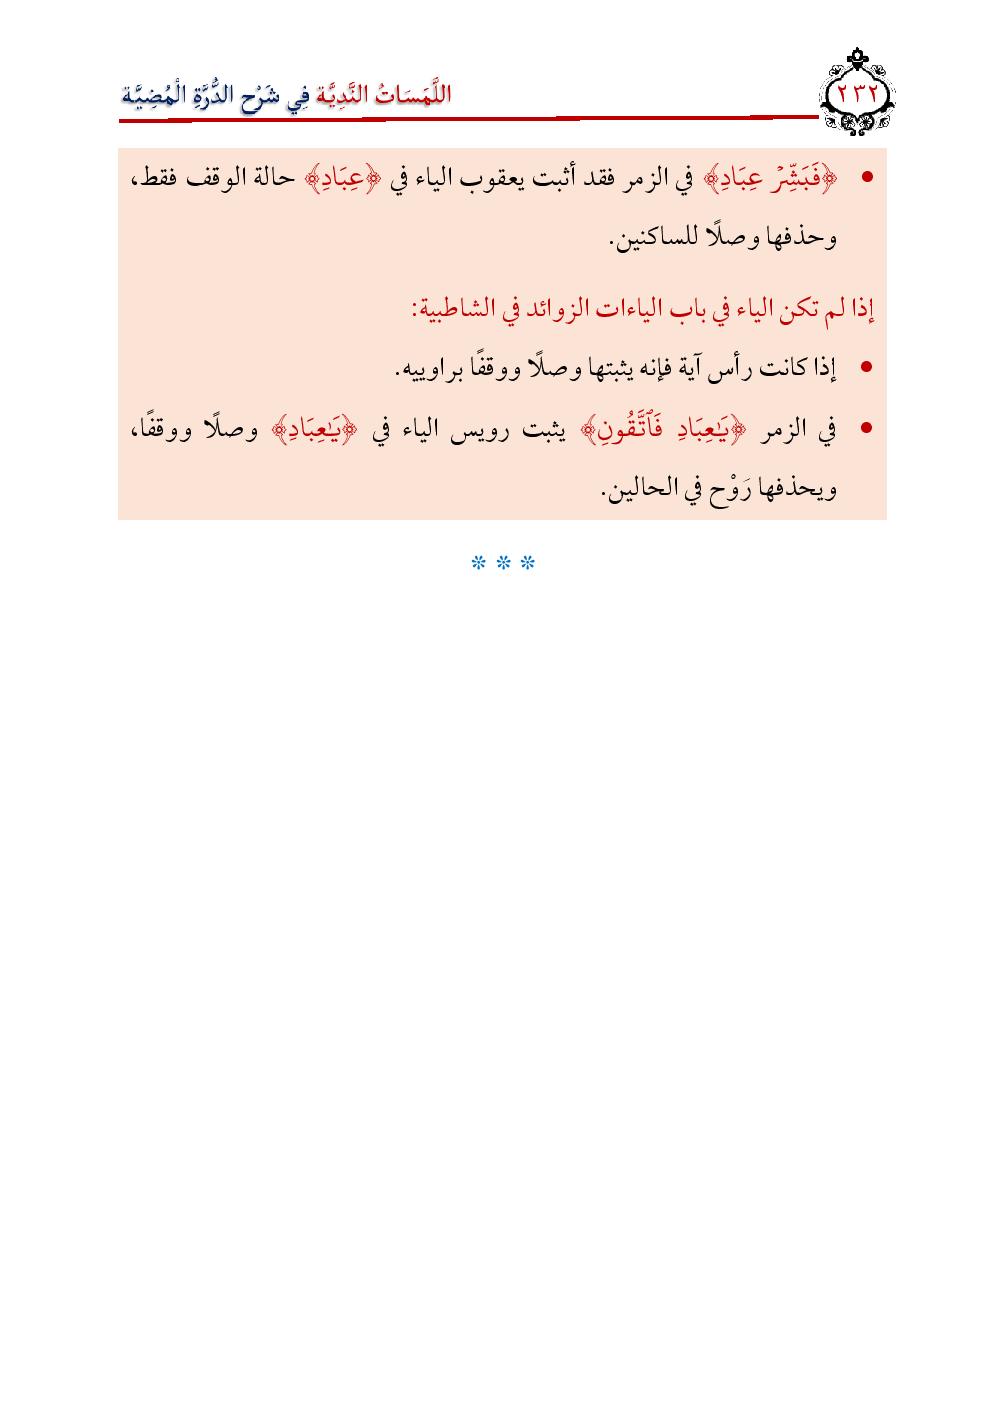 اللَّمَسَاتُ النَّدِيَّة فِي شَرْح الدُّرَّةِ الْمُضِيَّة
٢٣٢
• ﴿فَبَشِّرۡ عِبَادِ﴾ في الزمر فقد أثبت يعقوب الياء في ﴿عِبَادِ﴾ حالة الوقف فقط،
وحذفها وصلًا للساكنين.
إذا لم تكن الياء في باب الياءات الزوائد في الشاطبية:
• إذا كانت رأس آية فإنه يثبتها وصلًا ووقفًا براوييه.
• في الزمر ﴿يَٰعِبَادِ فَٱتَّقُونِ﴾ يثبت رويس الياء في ﴿يَٰعِبَادِ﴾ وصلًا ووقفًا،
ويحذفها رَوْح في الحالين.
* * *